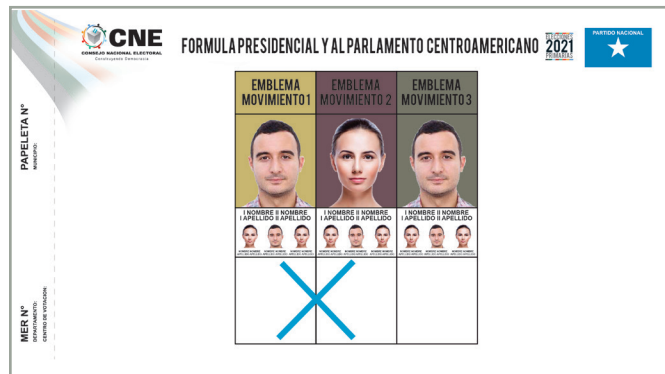 CNE
CONSEJO NACIONAL ELECTORAL
Construyendo Democracia
FORMULA PRESIDENCIAL Y AL PARLAMENTO CENTROAMERICANO
ELECCIONES
2021
PRIMARIAS
PARTIDO NACIONAL
PAPELETA N°
MUNICIPIO:
MER N°
DEPARTAMENTO:
CENTRO DE VOTACION:
EMBLEMA
MOVIMIENTO 1
EMBLEMA
MOVIMIENTO 2
EMBLEMA
MOVIMIENTO 3
I NOMBRE II NOMBRE
I APELLIDO II APELLIDO
I NOMBRE II NOMBRE
I APELLIDO II APELLIDO
I NOMBRE II NOMBRE
I APELLIDO II APELLIDO